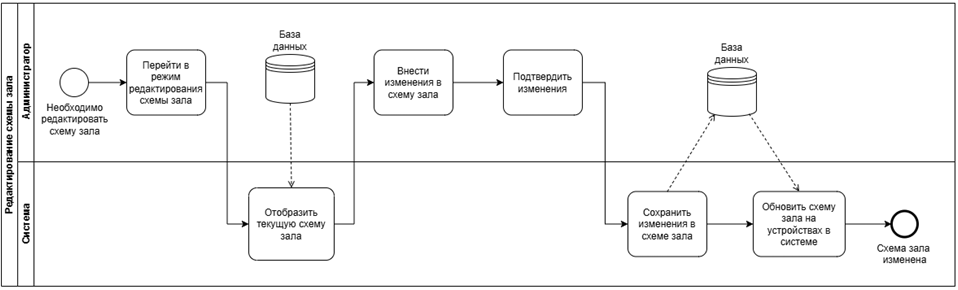 Редактирование схемы зала
Администратор
Необходимо
редактировать
схему зала
Перейти в
режим
редактирования
схемы зала
База
данных
Внести
изменения в
схему зала
Подтвердить
изменения
База
данных
Система
Отобразить
текущую схему
зала
Сохранить
изменения в
схеме зала
Обновить схему
зала на
устройствах в
системе
Схема зала
изменена